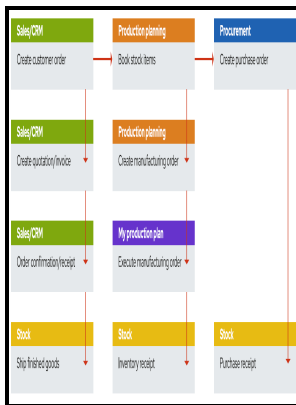 Sales/CRM
Production planning
Procurement
Create customer order
Book stock items
Create purchase order
Sales/CRM
Production planning
Create quotation/invoice
Create manufacturing order
Sales/CRM
My production plan
Order confirmation/receipt
Execute manufacturing order
Stock
Stock
Stock
Ship finished goods
Inventory receipt
Purchase receipt